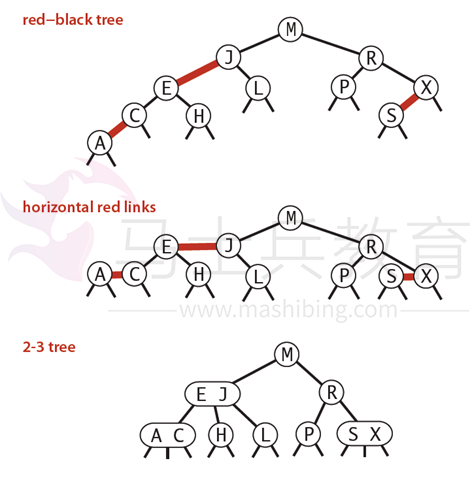 red–black tree
M
J R
E L P X
C H S
A
horizontal red links
M
E J R
A C H L P S X
马士兵教育
www.mashibing.com
2-3 tree
M
E J R
A C H L P S X